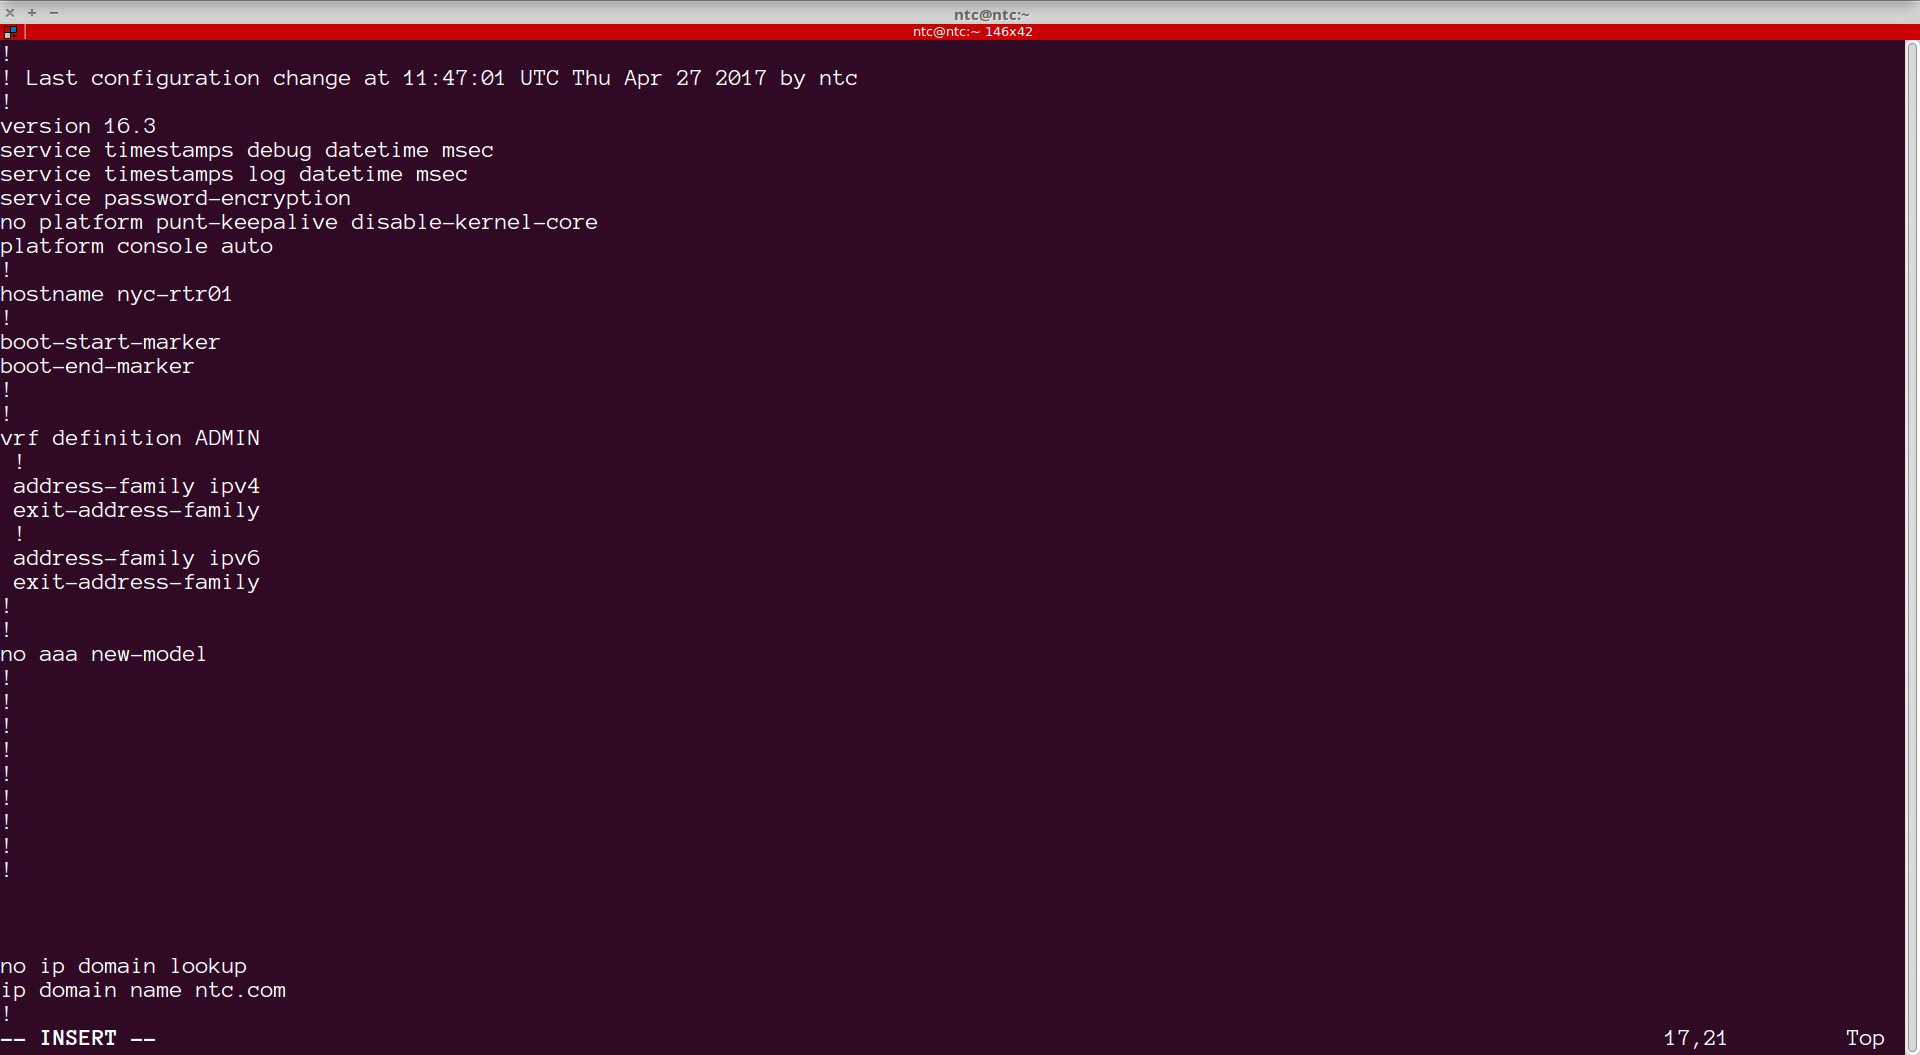 ntc@ntc:~
ntc@ntc:~ 146x42
!
! Last configuration change at 11:47:01 UTC Thu Apr 27 2017 by ntc
!
version 16.3
service timestamps debug datetime msec
service timestamps log datetime msec
service password-encryption
no platform punt-keepalive disable-kernel-core
platform console auto
!
hostname nyc-rtr01
!
boot-start-marker
boot-end-marker
!
!
vrf definition ADMIN
 !
 address-family ipv4
 exit-address-family
 !
 address-family ipv6
 exit-address-family
!
!
no aaa new-model
!
!
!
!
!
!
!
!
!
no ip domain lookup
ip domain name ntc.com
!
-- INSERT -- 17,21 Top